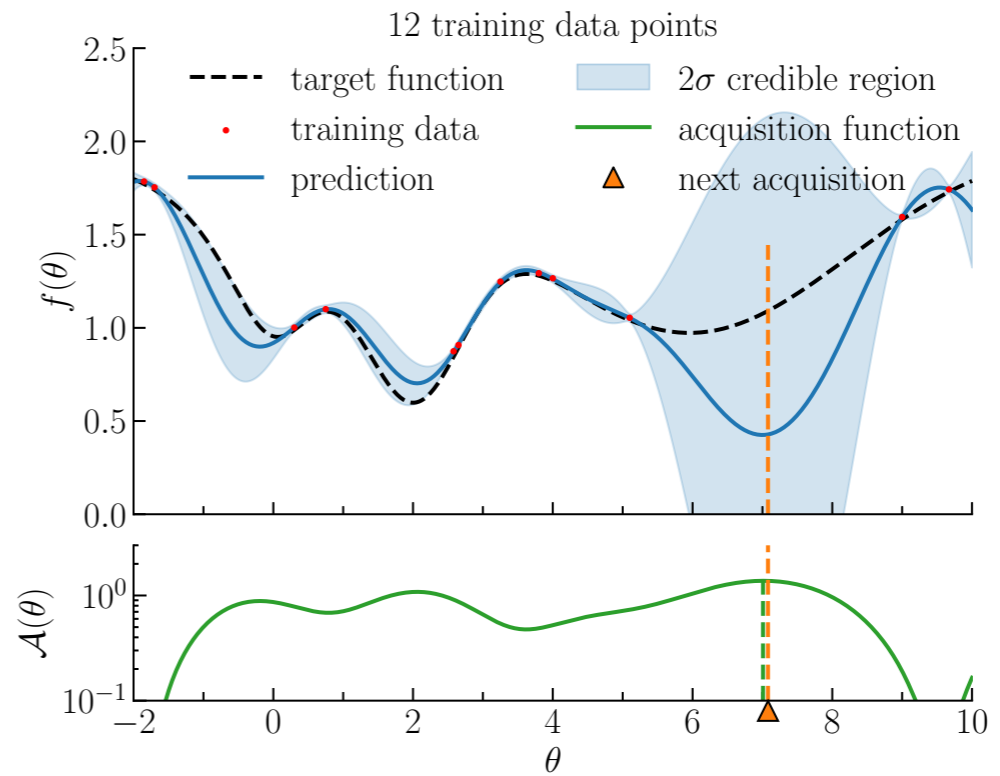 12 training data points
target function
2σ credible region
training data
acquisition function
prediction
next acquisition
f(θ)
2.5
2.0
1.5
1.0
0.5
0.0
A(θ)
10⁰
10⁻¹
−2 0 2 4 6 8 10
θ